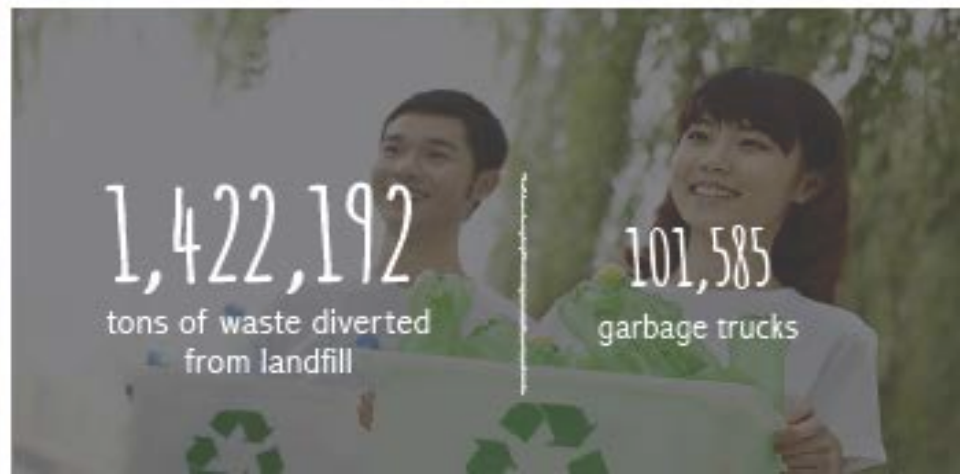 1,422,192
tons of waste diverted
from landfill
101,585
garbage trucks